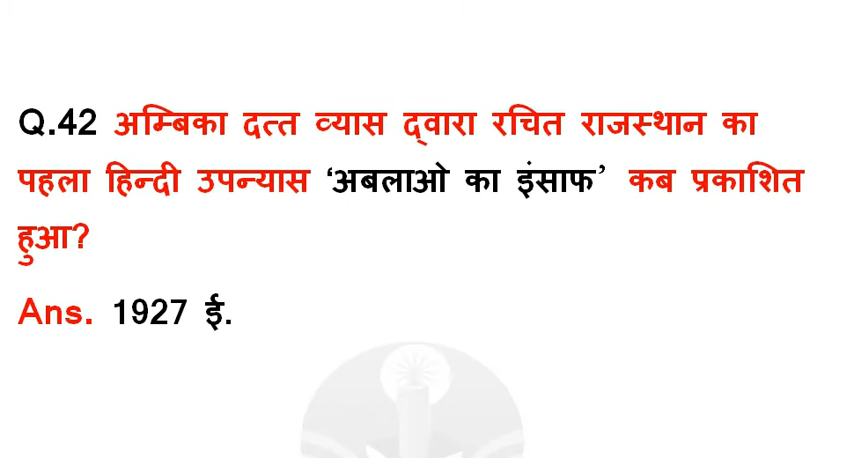 Q.42 अम्बिका दत्त व्यास द्वारा रचित राजस्थान का
पहला हिन्दी उपन्यास ‘अबलाओ का इंसाफ’ कब प्रकाशित
हुआ?
Ans. 1927 ई.